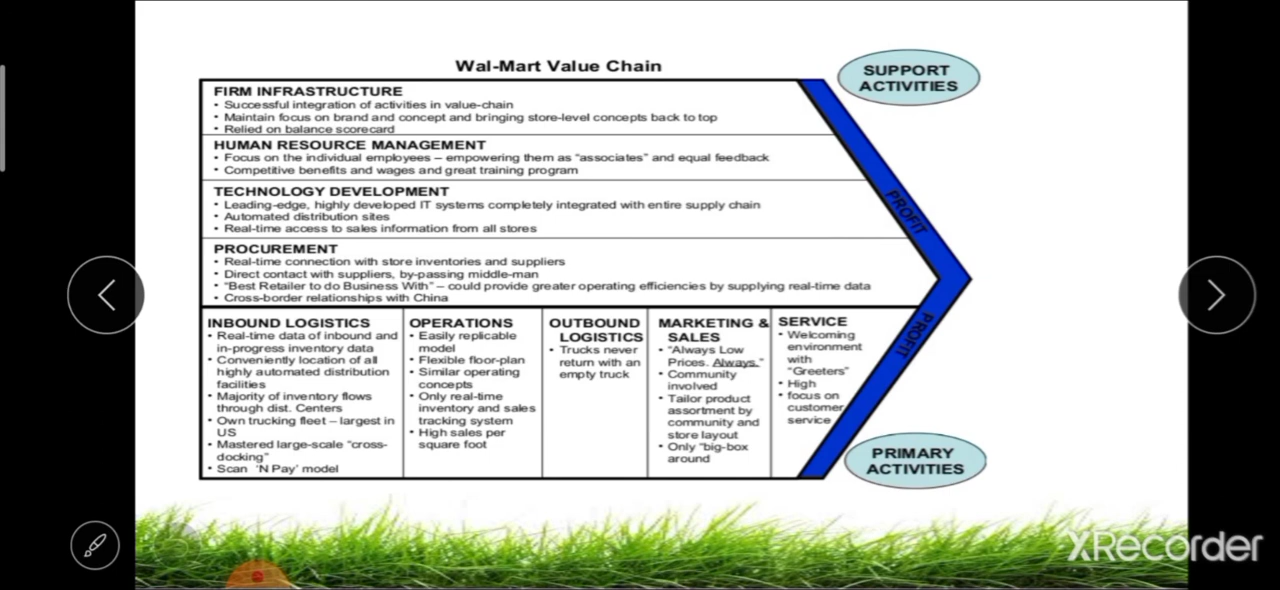 Wal-Mart Value Chain
SUPPORT
ACTIVITIES
FIRM INFRASTRUCTURE
• Successful integration of activities in value-chain
• Maintain focus on brand and concept and bringing store-level concepts back to top
• Relied on balance scorecard
HUMAN RESOURCE MANAGEMENT
• Focus on the individual employees – empowering them as "associates" and equal feedback
• Competitive benefits and wages and great training program
TECHNOLOGY DEVELOPMENT
• Leading-edge, highly developed IT systems completely integrated with entire supply chain
• Automated distribution sites
• Real-time access to sales information from all stores
PROCUREMENT
• Real-time connection with store inventories and suppliers
• Direct contact with suppliers, by-passing middle-man
• "Best Retailer to do Business With" – could provide greater operating efficiencies by supplying real-time data
• Cross-border relationships with China
PROFIT
INBOUND LOGISTICS
• Real-time data of inbound and
in-progress inventory data
• Conveniently location of all
highly automated distribution
facilities
• Majority of inventory flows
through dist. Centers
• Own trucking fleet – largest in
US
• Mastered large-scale "cross-
docking"
• Scan 'N Pay' model
OPERATIONS
• Easily replicable
model
• Flexible floor-plan
• Similar operating
concepts
• Only real-time
inventory and sales
tracking system
• High sales per
square foot
OUTBOUND
LOGISTICS
• Trucks never
return with an
empty truck
MARKETING &
SALES
• "Always Low
Prices. Always."
• Community
involved
• Tailor product
assortment by
community and
store layout
• Only "big-box
around
SERVICE
• Welcoming
environment
with
"Greeters"
• High
• focus on
customer
service
PROFIT
PRIMARY
ACTIVITIES
XRecorder